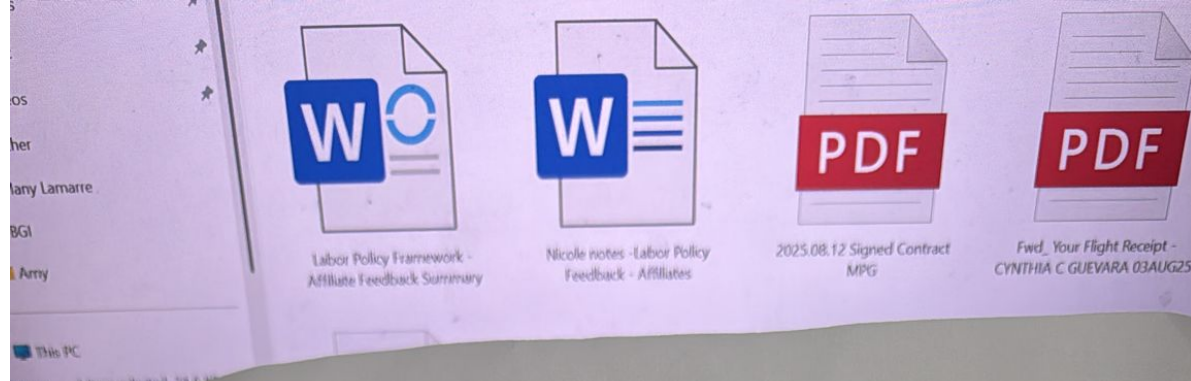 os
her
lany Lamarre
BGI
Amy
This PC
W
Labor Policy Framework -
Affiliate Feedback Summary
W
Nicolle notes -Labor Policy
Feedback - Affiliates
PDF
2025.08.12 Signed Contract
MPG
PDF
Fwd_ Your Flight Receipt -
CYNTHIA C GUEVARA 03AUG25